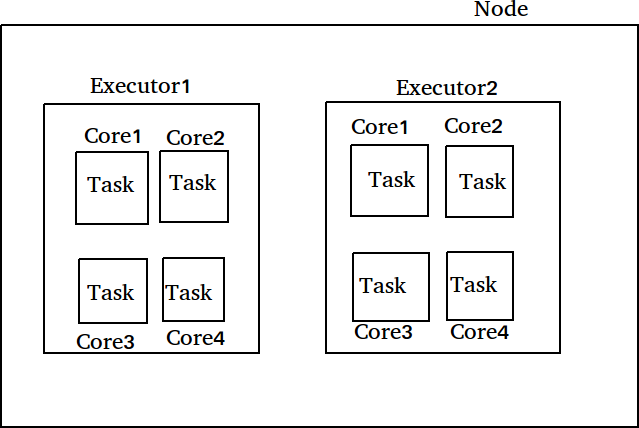 Node
Executor1
Executor2
Core1 Core2
Core1 Core2
Task Task
Task Task
Task Task
Task Task
Core3 Core4
Core3 Core4